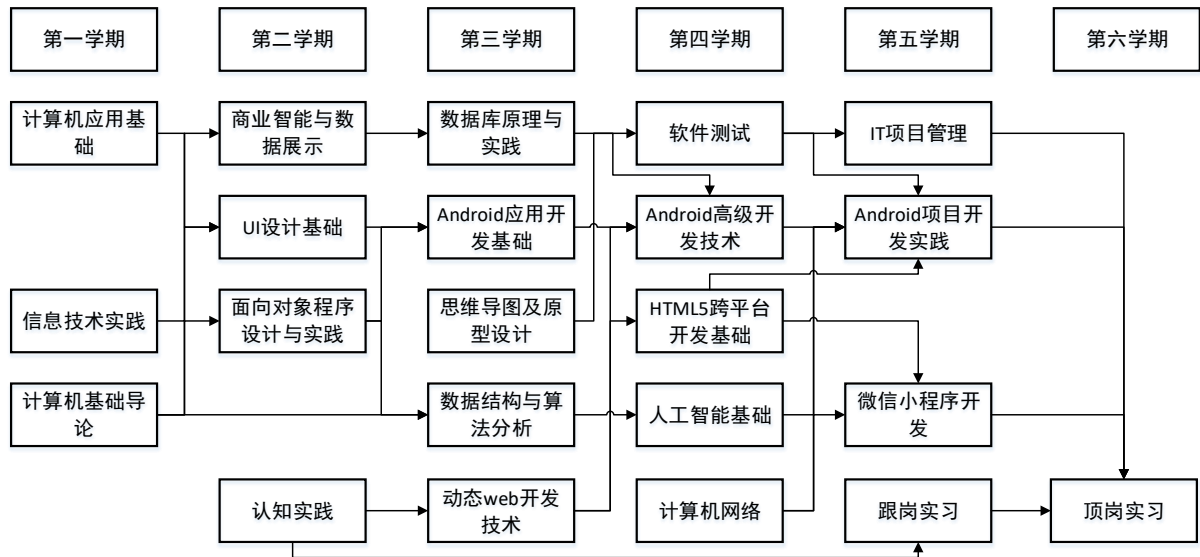 第一学期
第二学期
第三学期
第四学期
第五学期
第六学期
计算机应用基
础
商业智能与数
据展示
数据库原理与
实践
软件测试
IT项目管理
UI设计基础
Android应用开
发基础
Android高级开
发技术
Android项目开
发实践
信息技术实践
面向对象程序
设计与实践
思维导图及原
型设计
HTML5跨平台
开发基础
计算机基础导
论
数据结构与算
法分析
人工智能基础
微信小程序开
发
认知实践
动态web开发
技术
计算机网络
跟岗实习
顶岗实习